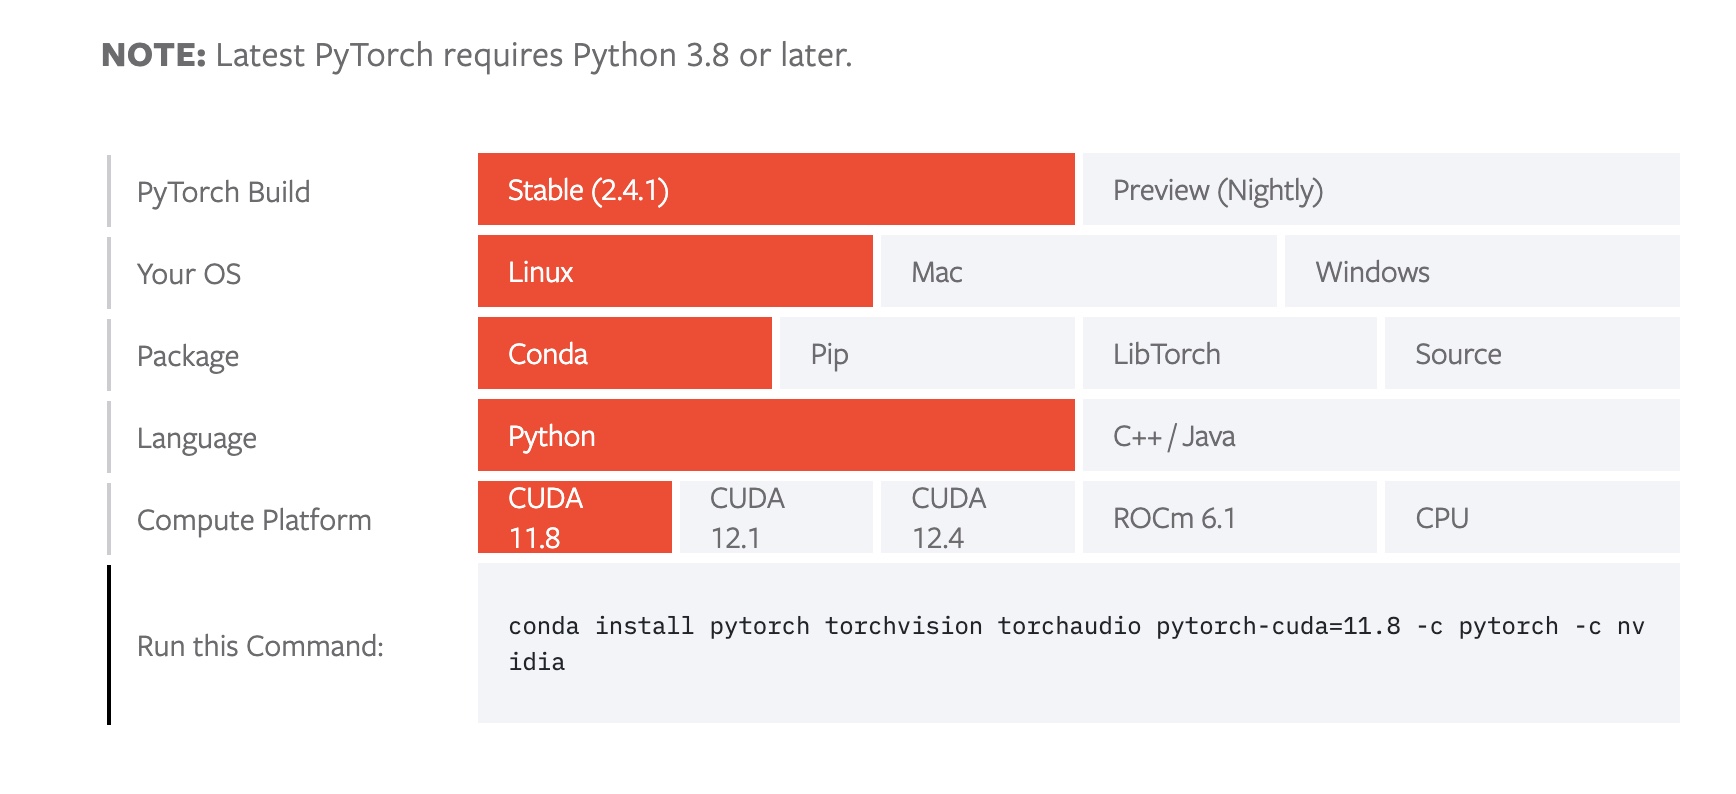 NOTE: Latest PyTorch requires Python 3.8 or later.
PyTorch Build
Stable (2.4.1)
Preview (Nightly)
Your OS
Linux
Mac
Windows
Package
Conda
Pip
LibTorch
Source
Language
Python
C++ / Java
Compute Platform
CUDA
11.8
CUDA
12.1
CUDA
12.4
ROCm 6.1
CPU
Run this Command:
conda install pytorch torchvision torchaudio pytorch-cuda=11.8 -c pytorch -c nv
idia